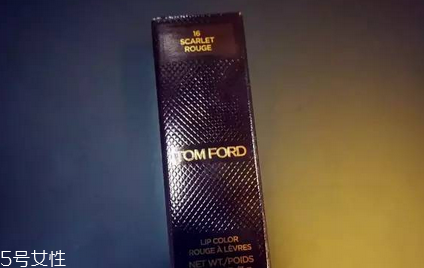 16
SCARLET
ROUGE
TOM FORD
LIP COLOR
ROUGE À LÈVRES
NET WT./POIDS
5号女性